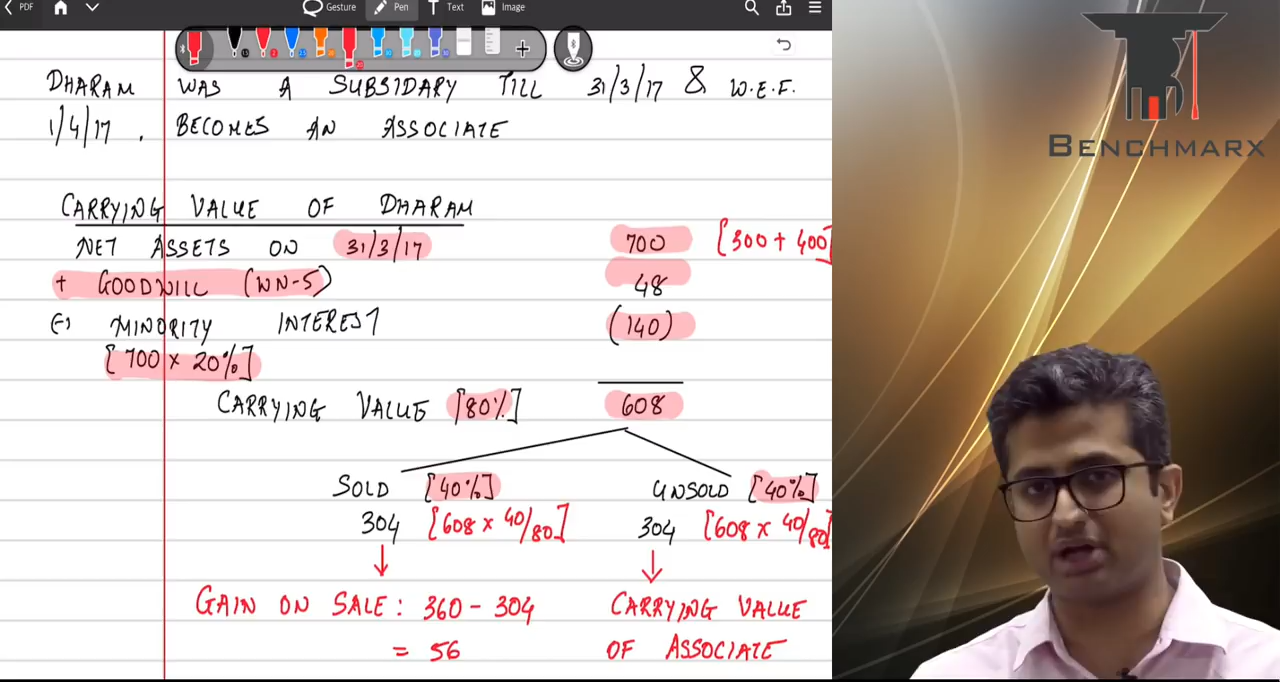 PDF
Gesture
Pen
Text
Image
DHARAM WAS A SUBSIDARY TILL 31/3/17 & W.E.F.
1/4/17 . BECOMES AN ASSOCIATE
CARRYING VALUE OF DHARAM
NET ASSETS ON 31/3/17 700 [300 + 400]
+ GOODWILL (WN-5) 48
(-) MINORITY INTEREST (140)
[700 x 20%]
CARRYING VALUE [80%] 608
SOLD [40%] UNSOLD [40%]
304 [608 x 40/80] 304 [608 x 40/80]
GAIN ON SALE: 360 - 304 CARRYING VALUE
= 56 OF ASSOCIATE
BENCHMARX